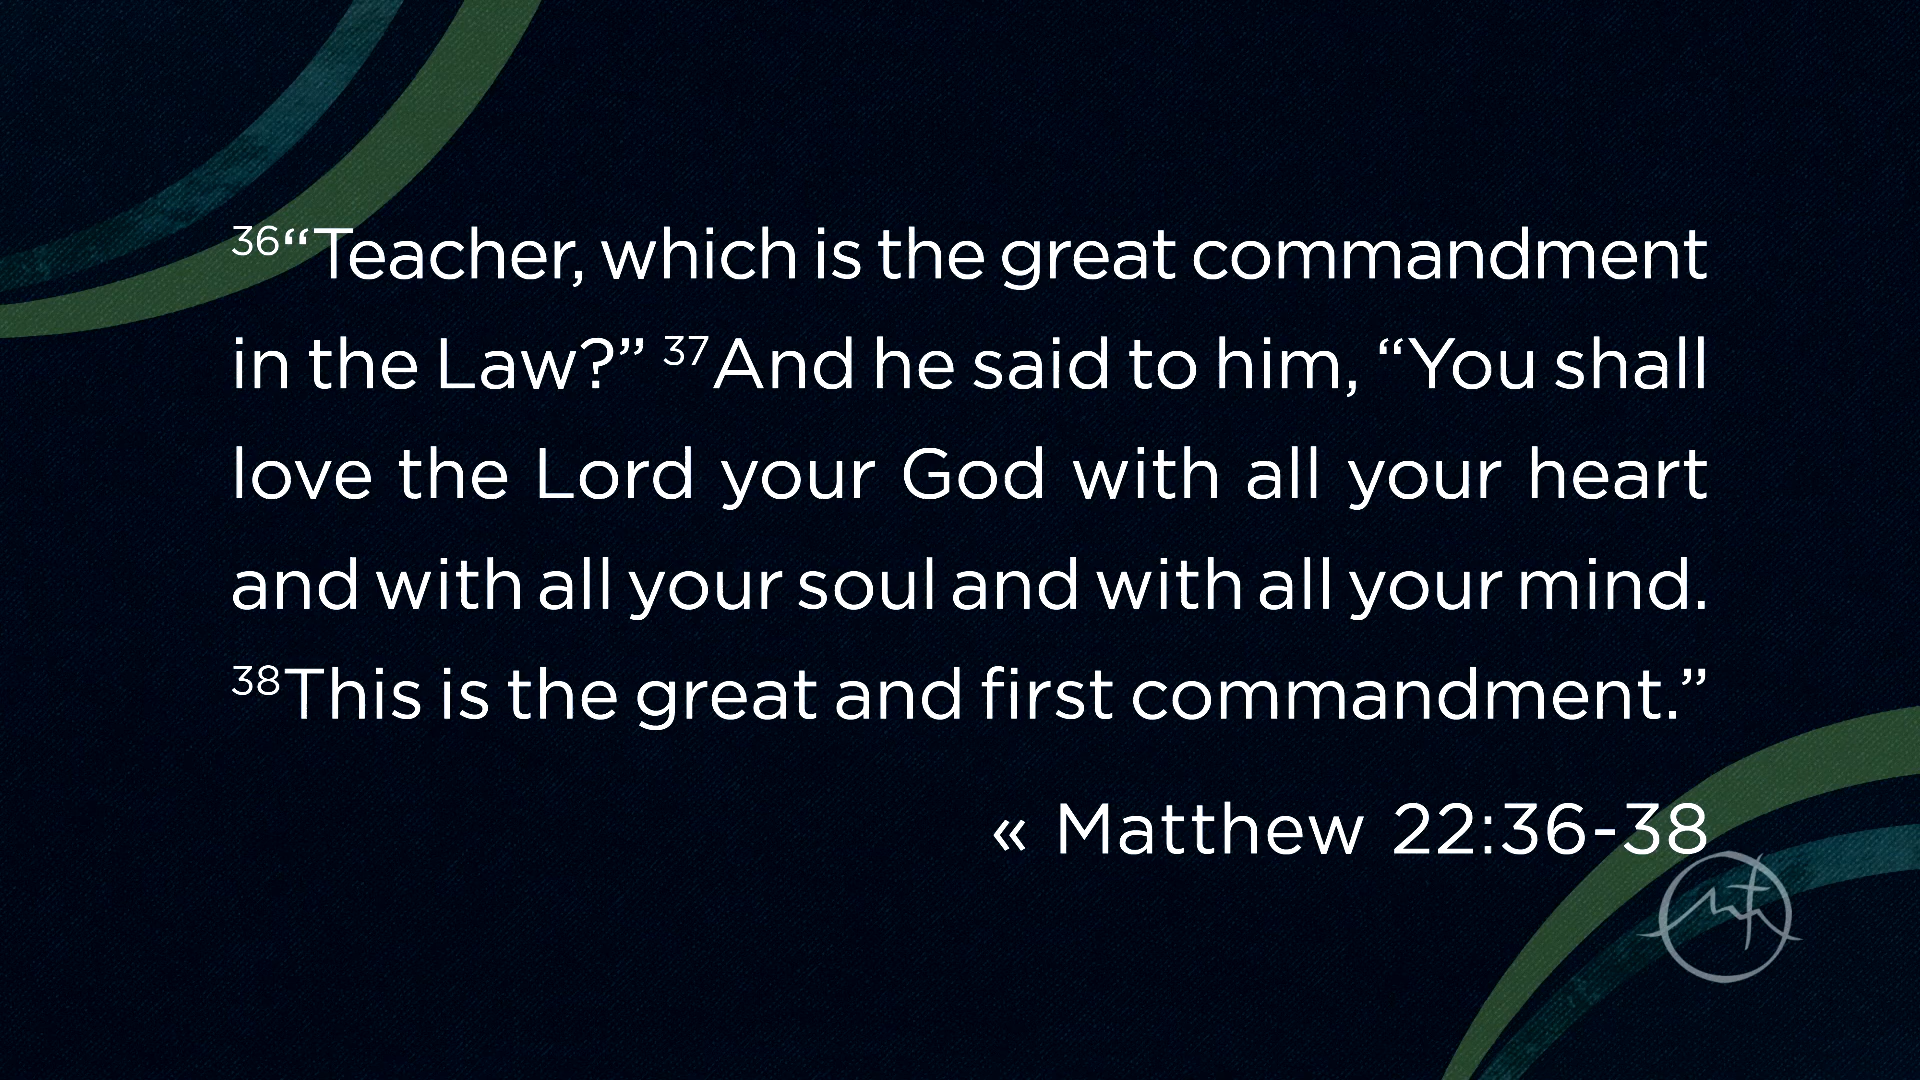 36“Teacher, which is the great commandment
in the Law?” 37And he said to him, “You shall
love the Lord your God with all your heart
and with all your soul and with all your mind.
38This is the great and first commandment.”
« Matthew 22:36-38